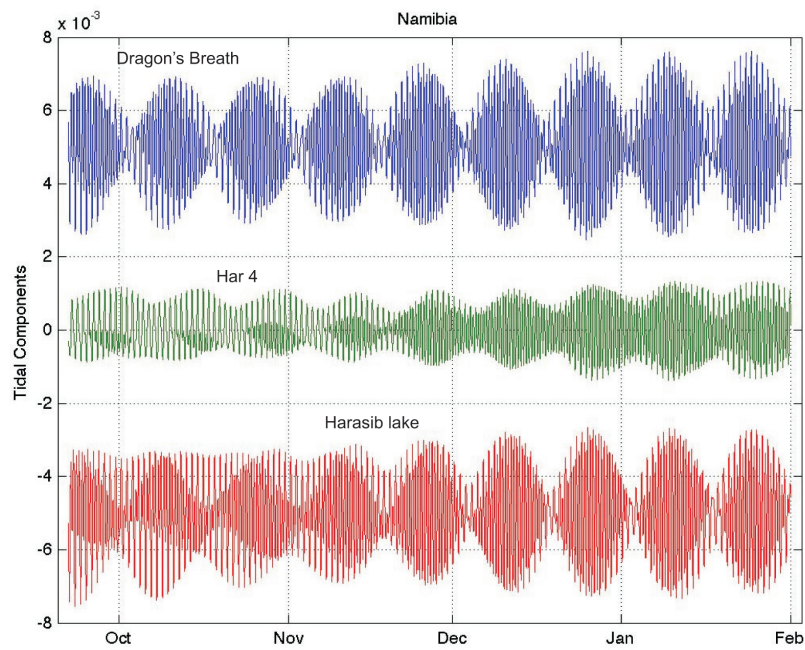 Namibia
x 10-3
8
Dragon's Breath
6
4
2
Har 4
0
Tidal Components
-2
Harasib lake
-4
-6
-8
Oct Nov Dec Jan Feb